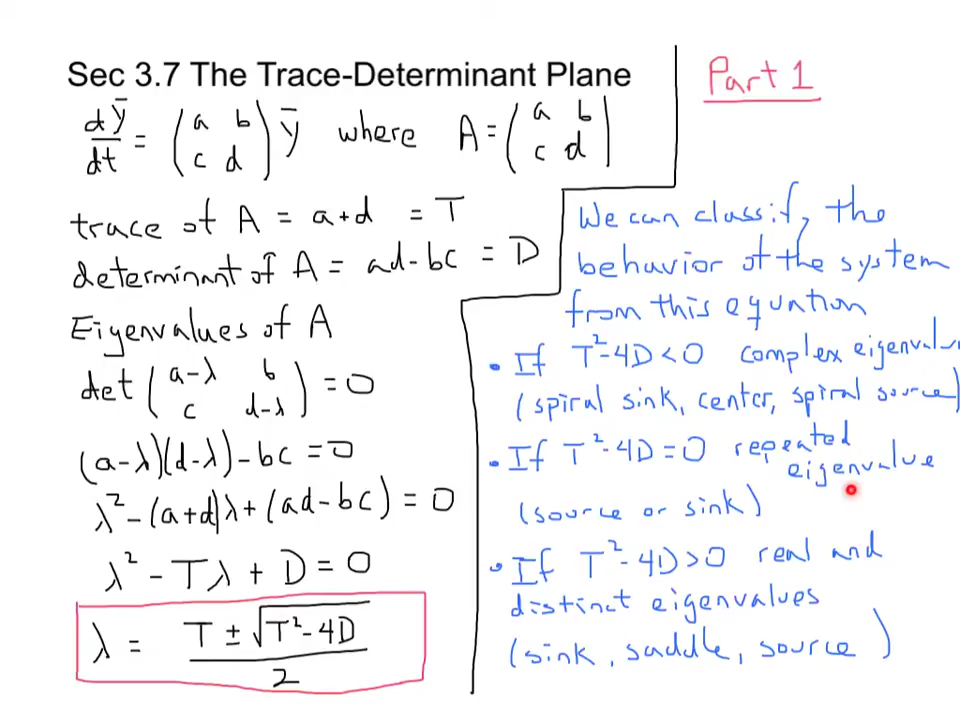 Sec 3.7 The Trace-Determinant Plane
Part 1
dȳ/dt = (a b c d) ȳ where A = (a b c d)
trace of A = a+d = T
determinant of A = ad-bc = D
Eigenvalues of A
det (a-λ b c d-λ) = 0
(a-λ)(d-λ)-bc = 0
λ² -(a+d)λ + (ad-bc) = 0
λ² - Tλ + D = 0
λ = T ± √T²-4D / 2
We can classify the
behavior of the system
from this equation
• If T²-4D<0 complex eigenvalue
(spiral sink, center, spiral source)
• If T²-4D=0 repeated
eigenvalue
(source or sink)
• If T²-4D>0 real and
distinct eigenvalues
(sink, saddle, source)